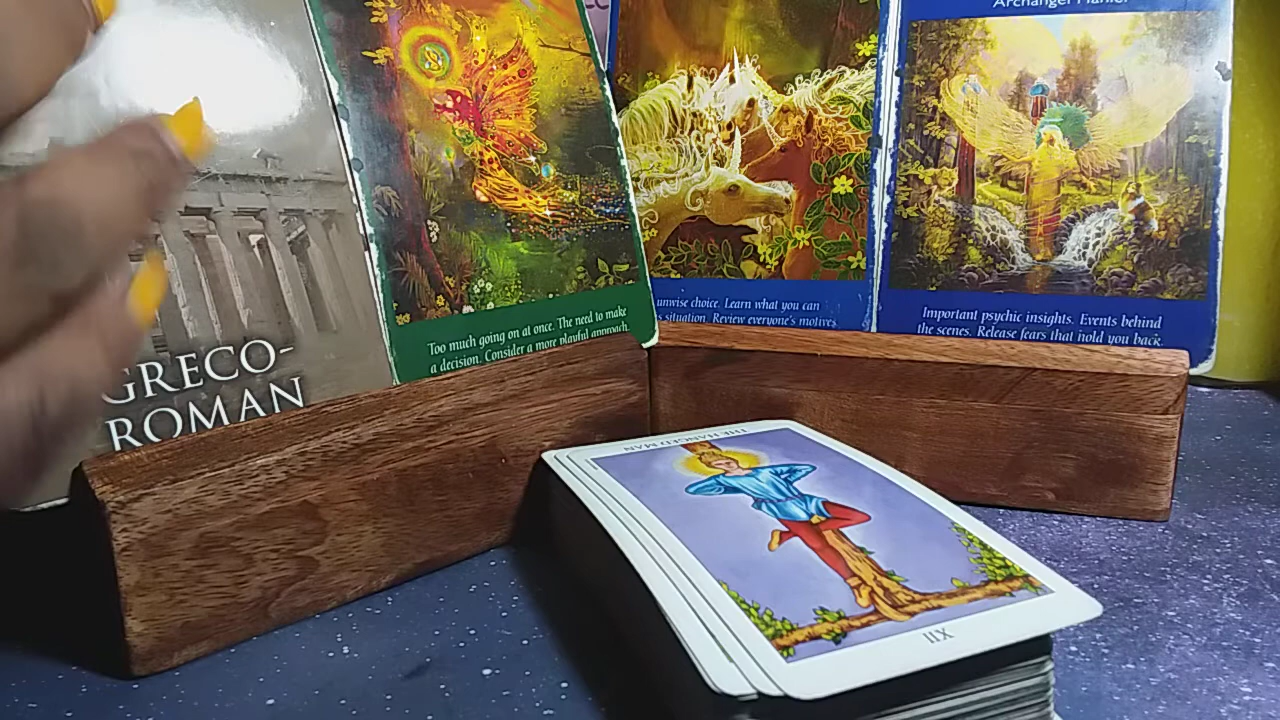 GRECO-
ROMAN
Too much going on at once. The need to make
a decision. Consider a more playful approach.
unwise choice. Learn what you can
s situation. Review everyone's motives
Archangel Haniel
Important psychic insights. Events behind
the scenes. Release fears that hold you back.
THE HANGED MAN
XII